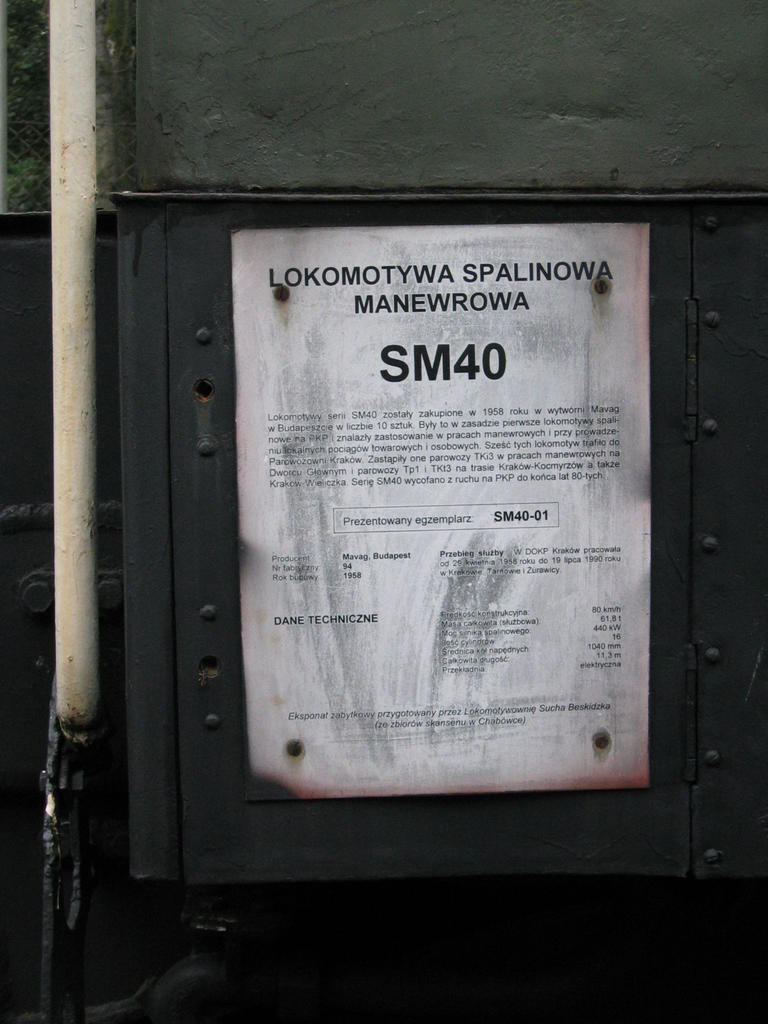 LOKOMOTYWA SPALINOWA
MANEWROWA
SM40
Lokomotywy serii SM40 zostały zakupione w 1958 roku w wytwórni Mavag
w Budapeszcie w liczbie 10 sztuk. Były to w zasadzie pierwsze lokomotywy spali-
nowe na PKP i znalazły zastosowanie w pracach manewrowych i przy prowadze-
niu lokalnych pociągów towarowych i osobowych. Sześć tych lokomotyw trafiło do
Parowozowni Kraków. Zastąpiły one parowozy TKi3 w pracach manewrowych na
Dworcu Głównym i parowozy Tp1 i TKt3 na trasie Kraków-Kocmyrzów a także
Kraków-Wieliczka. Serię SM40 wycofano z ruchu na PKP do końca lat 80-tych.
Prezentowany egzemplarz: SM40-01
Producent: Mavag, Budapest
Nr fabryczny: 94
Rok budowy: 1958
Przebieg służby W DOKP Kraków pracowała
od 26 kwietnia 1958 roku do 19 lipca 1990 roku
w Krakowie, Tarnowie i Żurawicy.
DANE TECHNICZNE
Prędkość konstrukcyjna: 80 km/h
Masa całkowita (służbowa): 61,8 t
Moc silnika spalinowego: 440 kW
Ilość cylindrów: 16
Średnica kół napędnych: 1040 mm
Całkowita długość: 11,3 m
Przekładnia: elektryczna
Eksponat zabytkowy przygotowany przez Lokomotywownię Sucha Beskidzka
(ze zbiorów skansenu w Chabówce)